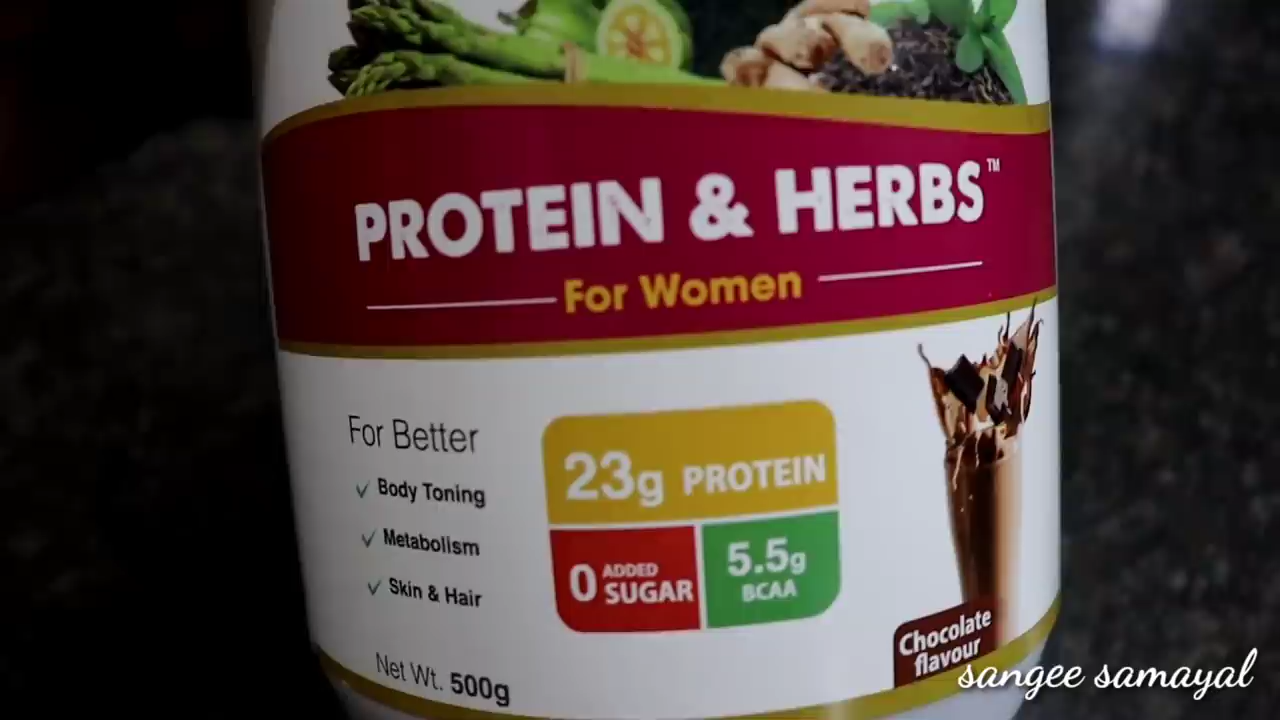 PROTEIN & HERBS™
For Women
For Better
✓ Body Toning
✓ Metabolism
✓ Skin & Hair
23g PROTEIN
0 ADDED SUGAR
5.5g
BCAA
Chocolate
flavour
Net Wt. 500g
sangee samayal